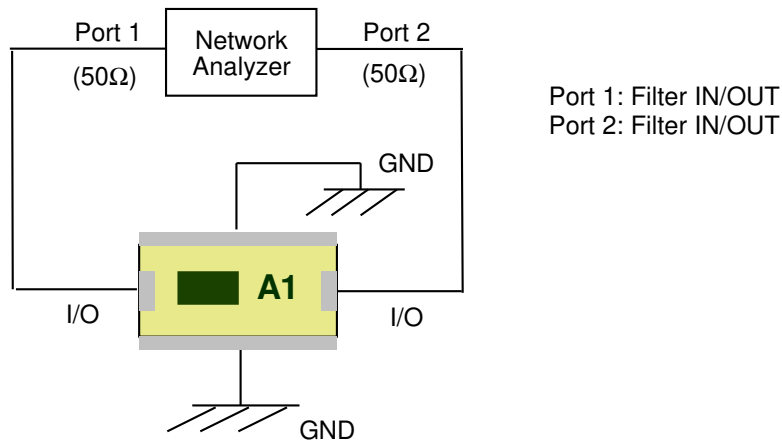 Port 1
Network
Analyzer
Port 2
(50Ω)
(50Ω)
Port 1: Filter IN/OUT
Port 2: Filter IN/OUT
GND
A1
I/O
I/O
GND